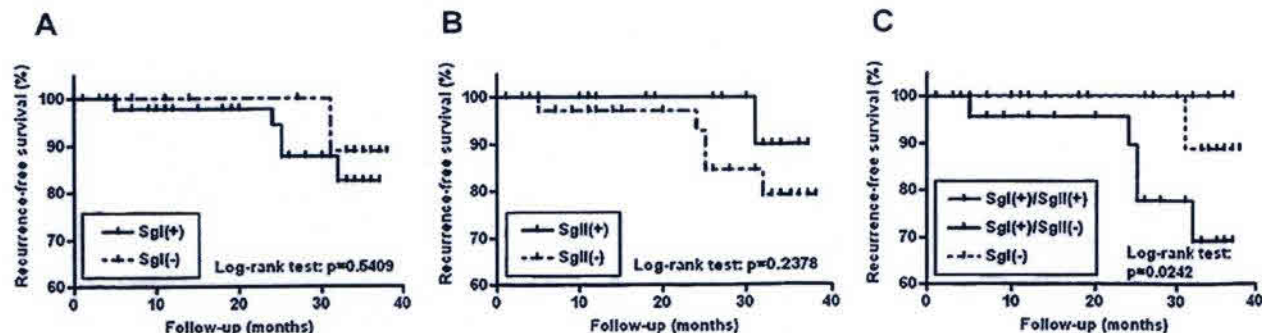 A
Recurrence-free survival (%)
100
90
80
70
60
0
10
20
30
40
SgI(+)
SgI(-)
Log-rank test: p=0.5409
Follow-up (months)
B
Recurrence-free survival (%)
100
90
80
70
60
0
10
20
30
40
SgII(+)
SgII(-)
Log-rank test: p=0.2378
Follow-up (months)
C
Recurrence-free survival (%)
100
90
80
70
60
0
10
20
30
40
SgI(+)/SgII(+)
SgI(+)/SgII(-)
SgI(-)
Log-rank test:
p=0.0242
Follow-up (months)